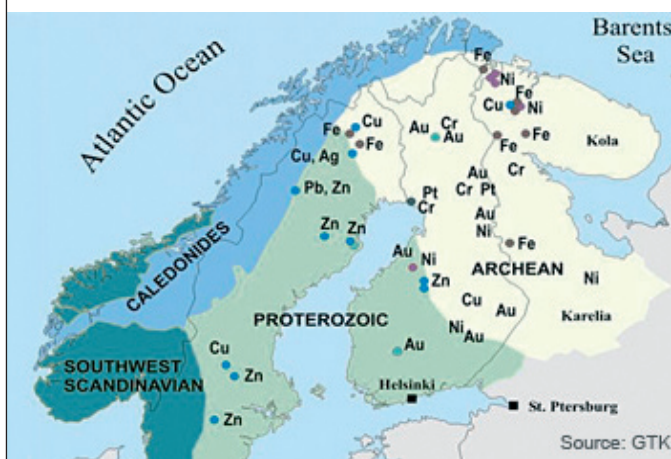 Barents
Sea
Atlantic Ocean
Fe
Ni
Fe
Cu
Ni
Cu
Fe
Fe
Cu, Ag
Au
Cr
Au
Fe
Fe
Kola
Cr
Pb, Zn
Au
Cr Pt
Pt
Cr
Au
Ni
Zn
Zn
Fe
CALEDONIDES
Au
Ni
Zn
ARCHEAN
Ni
Cu
Au
Karelia
PROTEROZOIC
Ni
Au
Au
SOUTHWEST
SCANDINAVIAN
Cu
Zn
Zn
Helsinki
St. Ptersburg
Source: GTK